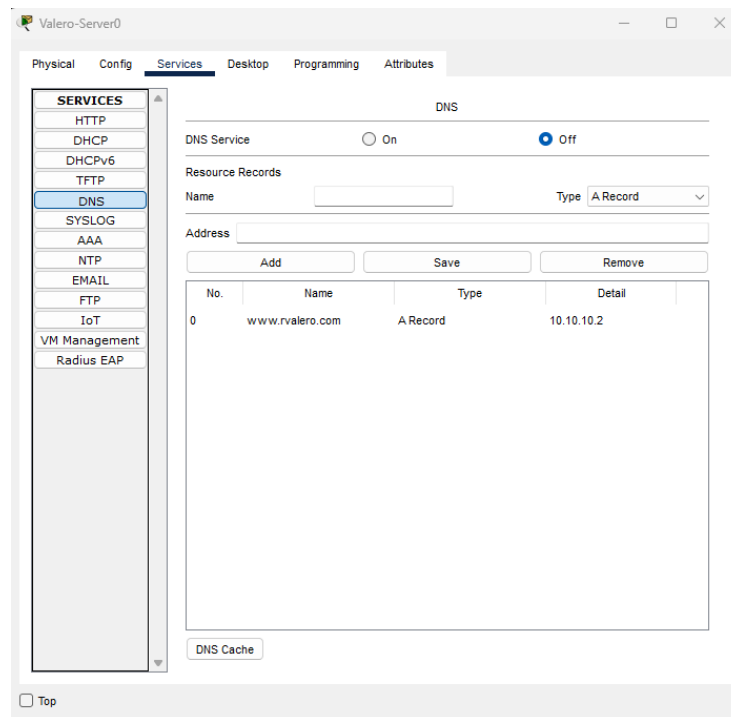 Valero-Server0
Physical Config Services Desktop Programming Attributes
SERVICES
HTTP
DHCP
DHCPv6
TFTP
DNS
SYSLOG
AAA
NTP
EMAIL
FTP
IoT
VM Management
Radius EAP
DNS
DNS Service On Off
Resource Records
Name Type A Record
Address
Add Save Remove
No. Name Type Detail
0 www.rvalero.com A Record 10.10.10.2
DNS Cache
Top